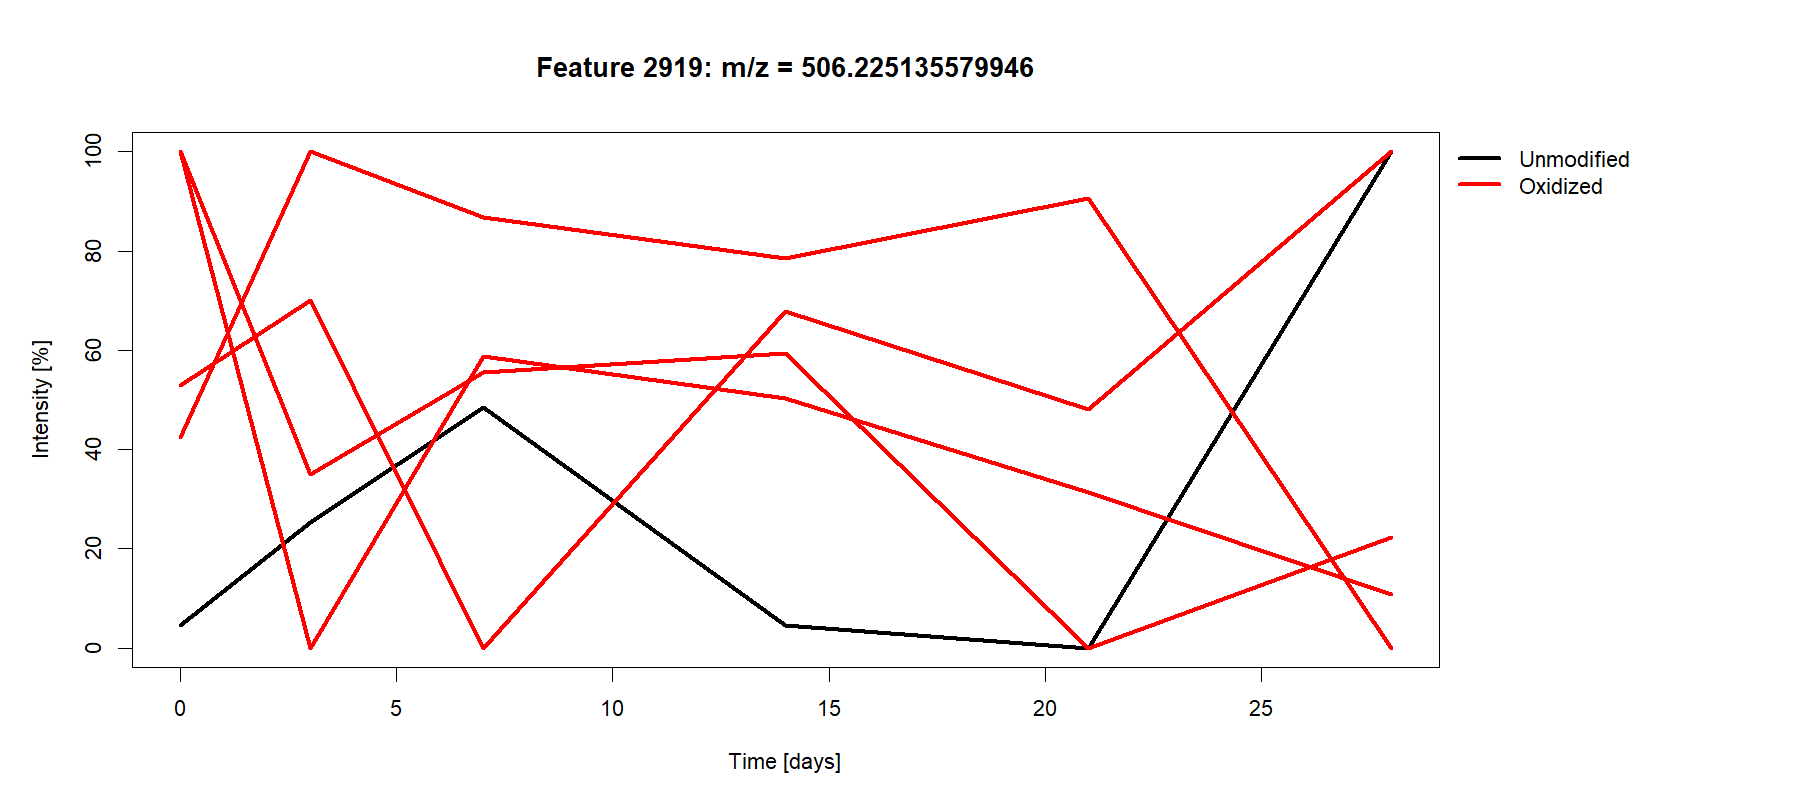 Feature 2919: m/z = 506.225135579946
Unmodified
Oxidized
Intensity [%]
100
80
60
40
20
0
0 5 10 15 20 25
Time [days]